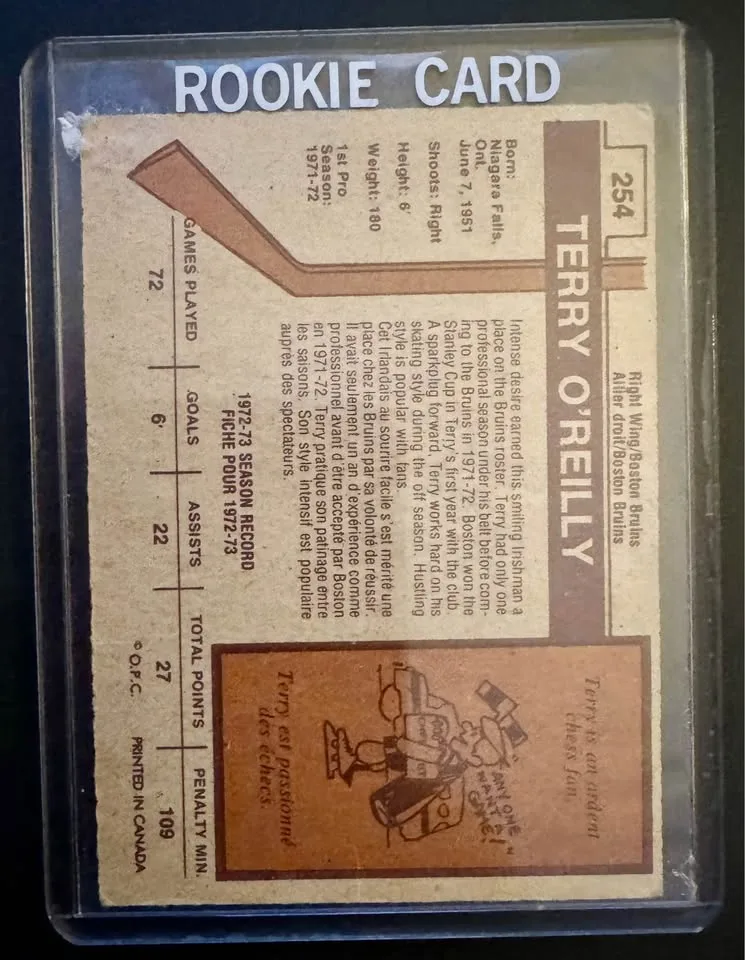 ROOKIE CARD
254
Right Wing/Boston Bruins
Ailier droit/Boston Bruins
TERRY O'REILLY
Born:
Niagara Falls,
Ont.
June 7, 1951
Shoots: Right
Height: 6'
Weight: 180
1st Pro
Season:
1971-72
Intense desire earned this smiling Irishman a
place on the Bruins roster. Terry had only one
professional season under his belt before com-
ing to the Bruins in 1971-72. Boston won the
Stanley Cup in Terry's first year with the club.
A sparkplug forward, Terry works hard on his
skating style during the off season. Hustling
style is popular with fans.
Cet Irlandais au sourire facile s'est mérité une
place chez les Bruins par sa volonté de réussir.
Il avait seulement un an d'expérience comme
professionnel avant d'être accepté par Boston
en 1971-72. Terry pratique son patinage entre
les saisons. Son style intensif est populaire
auprés des spectateurs.
Terry is an ardent
chess fan.
ANY ONE
WANT A
GAME!
Terry est passionné
des échecs.
1972-73 SEASON RECORD
FICHE POUR 1972-73
GAMES PLAYED GOALS ASSISTS TOTAL POINTS PENALTY MIN.
72 6 22 27 109
© O.P.C. PRINTED IN CANADA